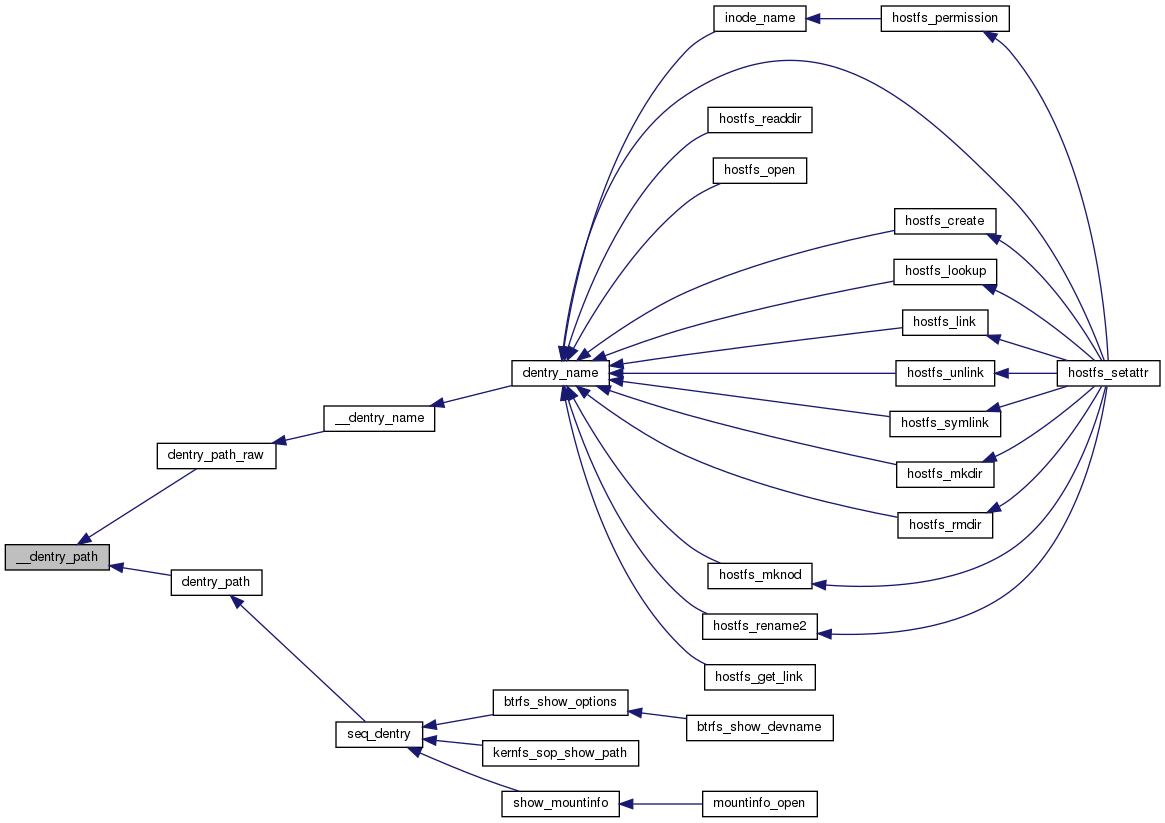 inode_name
hostfs_permission
hostfs_readdir
hostfs_open
hostfs_create
hostfs_lookup
hostfs_link
dentry_name
hostfs_unlink
hostfs_setattr
__dentry_name
hostfs_symlink
dentry_path_raw
hostfs_mkdir
hostfs_rmdir
__dentry_path
dentry_path
hostfs_mknod
hostfs_rename2
hostfs_get_link
btrfs_show_options
btrfs_show_devname
seq_dentry
kernfs_sop_show_path
show_mountinfo
mountinfo_open